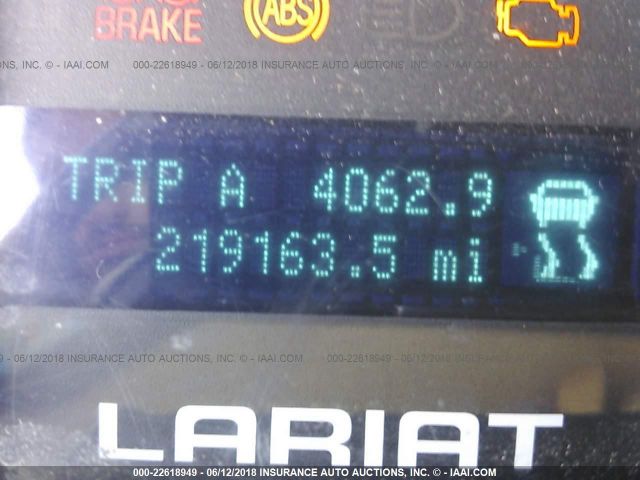 BRAKE
ABS
NS, INC. © - IAAI.COM 000-22618949 - 06/12/2018 INSURANCE AUTO AUCTIONS, INC. © - IAAI.COM
TRIP A 4062.9
219163.5 mi
9 - 06/12/2018 INSURANCE AUTO AUCTIONS, INC. © - IAAI.COM 000-22618949 - 06/12/2018 INSURANCE
LARIAT
000-22618949 - 06/12/2018 INSURANCE AUTO AUCTIONS, INC. © - IAAI.COM